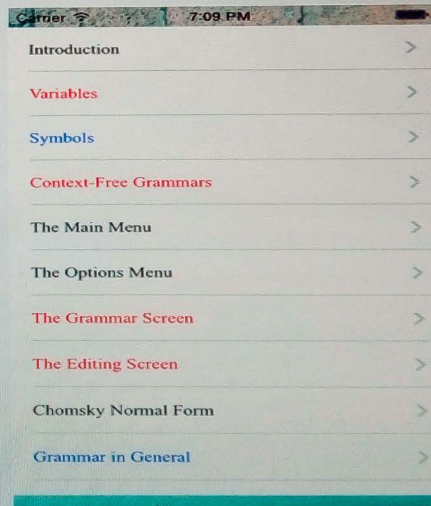 Carrier 7:09 PM
Introduction
Variables
Symbols
Context-Free Grammars
The Main Menu
The Options Menu
The Grammar Screen
The Editing Screen
Chomsky Normal Form
Grammar in General